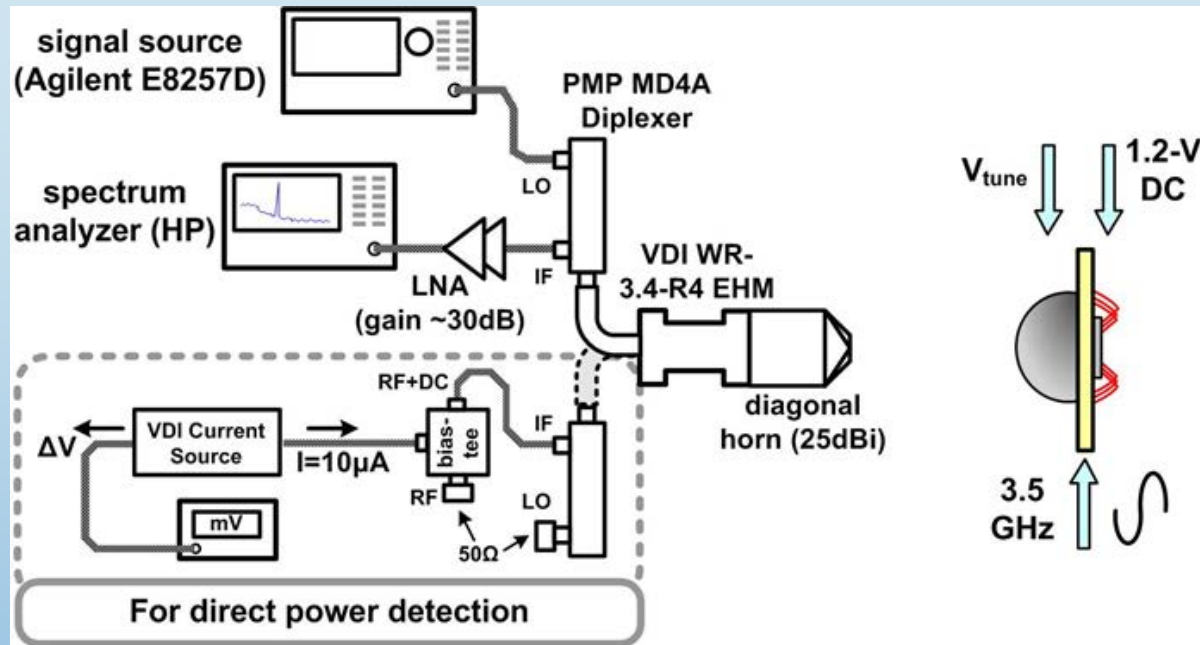 signal source
(Agilent E8257D)
PMP MD4A
Diplexer
LO
spectrum
analyzer (HP)
IF
LNA
(gain ~30dB)
VDI WR-
3.4-R4 EHM
diagonal
horn (25dBi)
RF+DC
IF
ΔV
VDI Current
Source
I=10μA
bias-
tee
RF
LO
mV
50Ω
For direct power detection
Vtune
1.2-V
DC
3.5
GHz